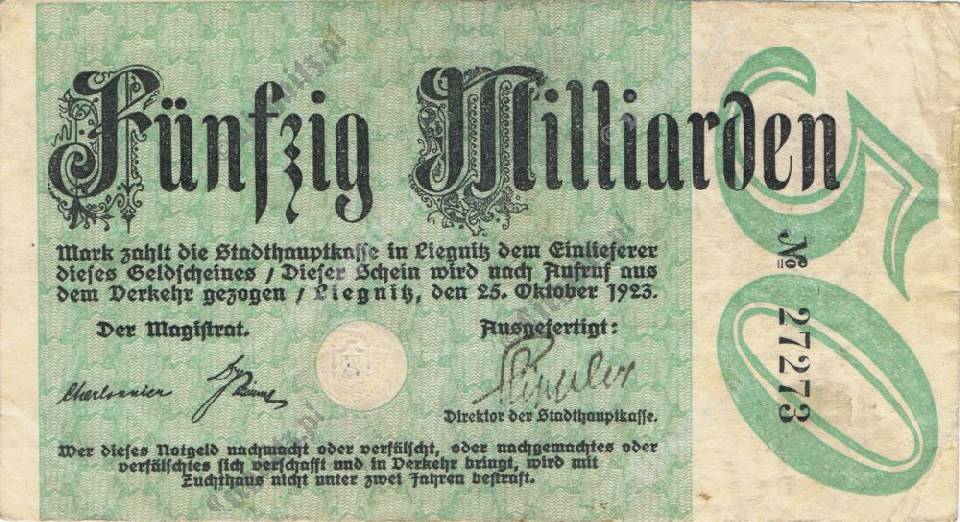 Fünfzig Milliarden
Mark zahlt die Stadthauptkasse in Liegnitz dem Einlieferer
dieses Geldscheines / Dieser Schein wird nach Aufruf aus
dem Verkehr gezogen / Liegnitz, den 25. Oktober 1923.
Der Magistrat.
Ausgefertigt:
Direktor der Stadthauptkasse.
Wer dieses Notgeld nachmacht oder verfälscht, oder nachgemachtes oder
verfälschtes sich verschafft und in Verkehr bringt, wird mit
Zuchthaus nicht unter zwei Jahren bestraft.
50
№ 27273